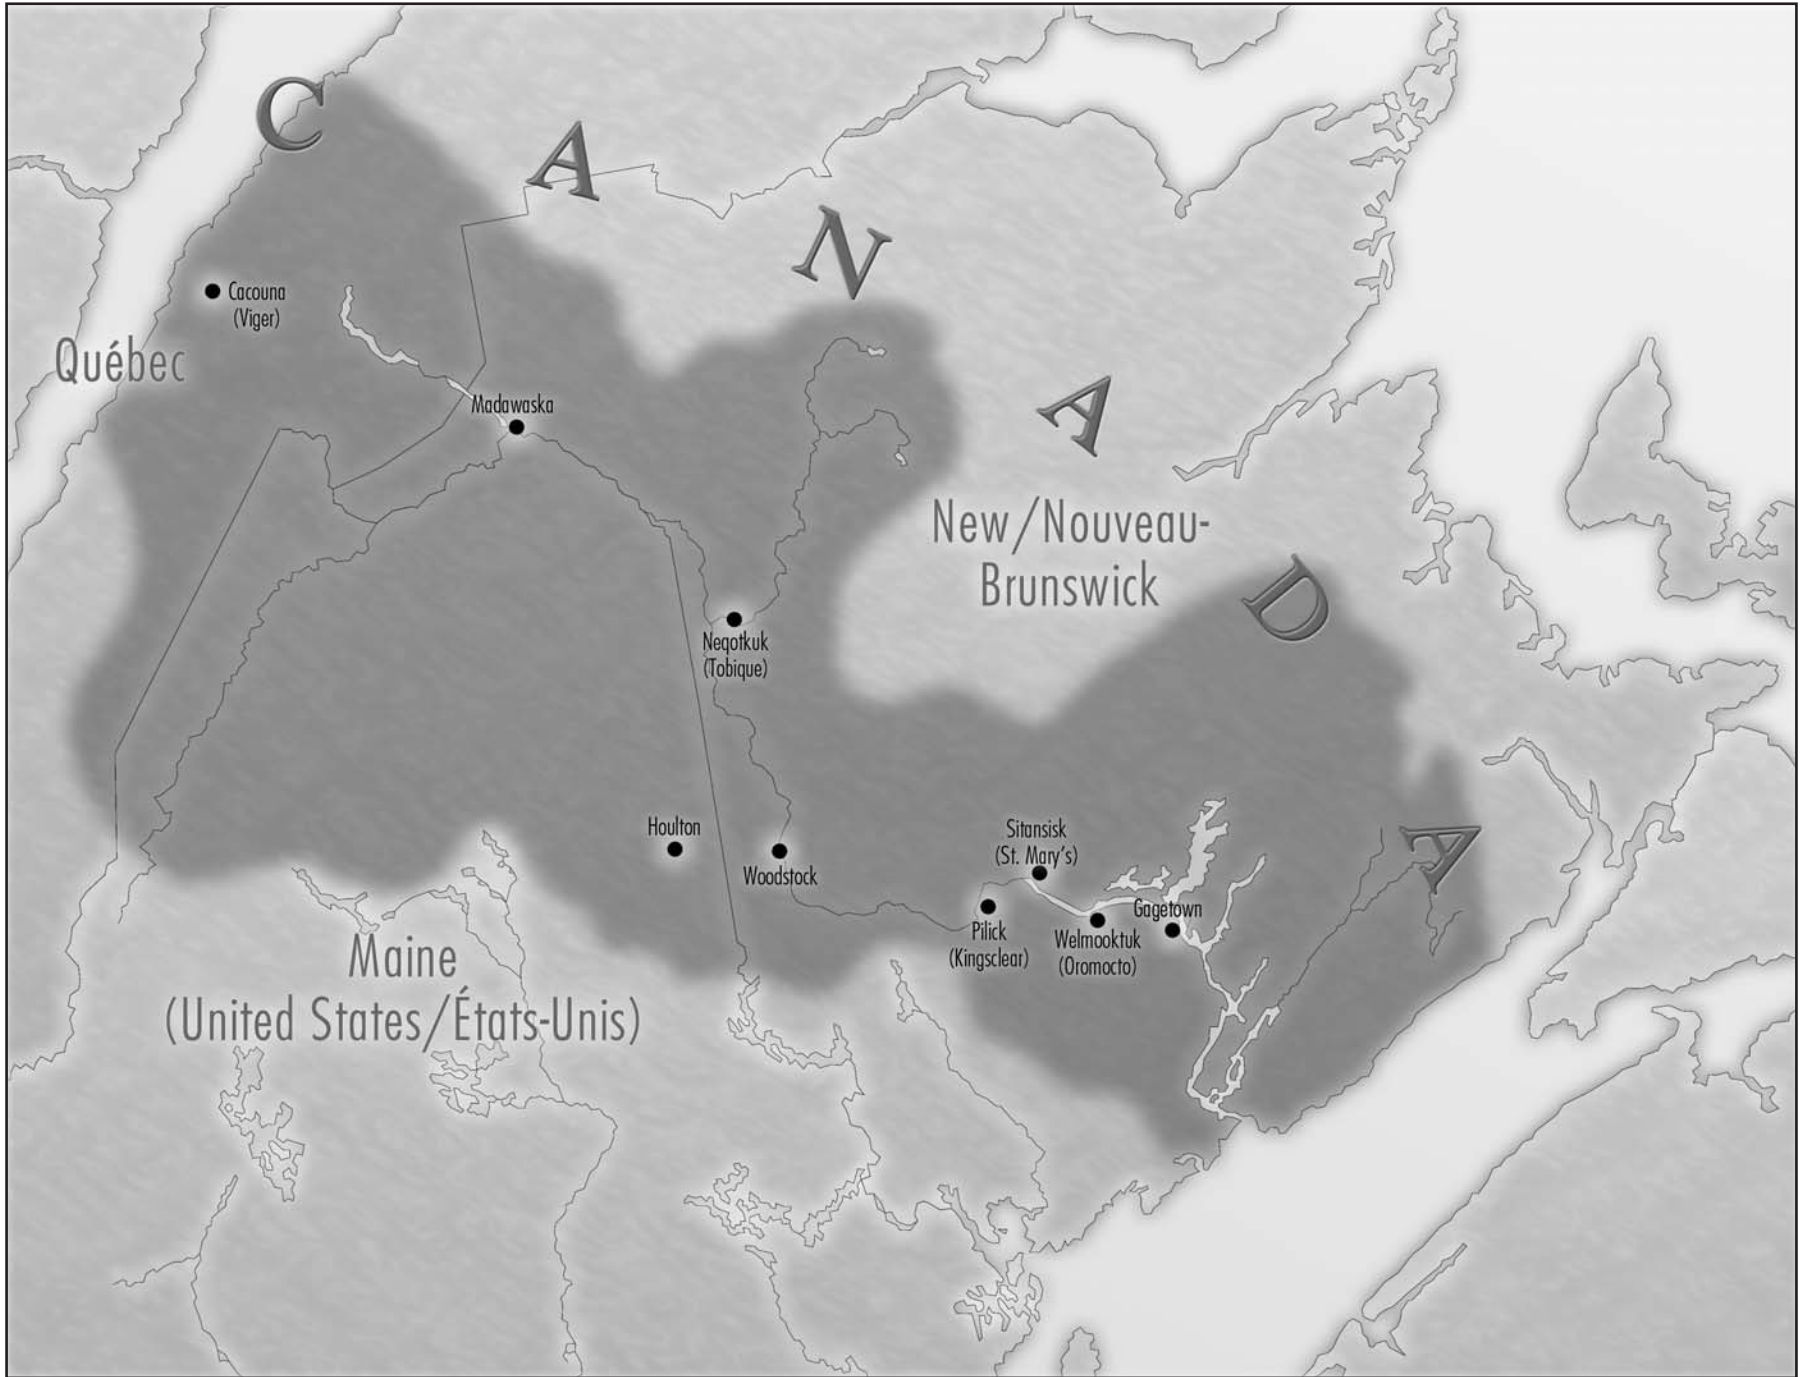 C A N A D A
Cacouna
(Viger)
Québec
Madawaska
New/Nouveau-
Brunswick
Neqotkuk
(Tobique)
Houlton
Woodstock
Sitansisk
(St. Mary's)
Pilick
(Kingsclear)
Welmooktuk
(Oromocto)
Gagetown
Maine
(United States/États-Unis)